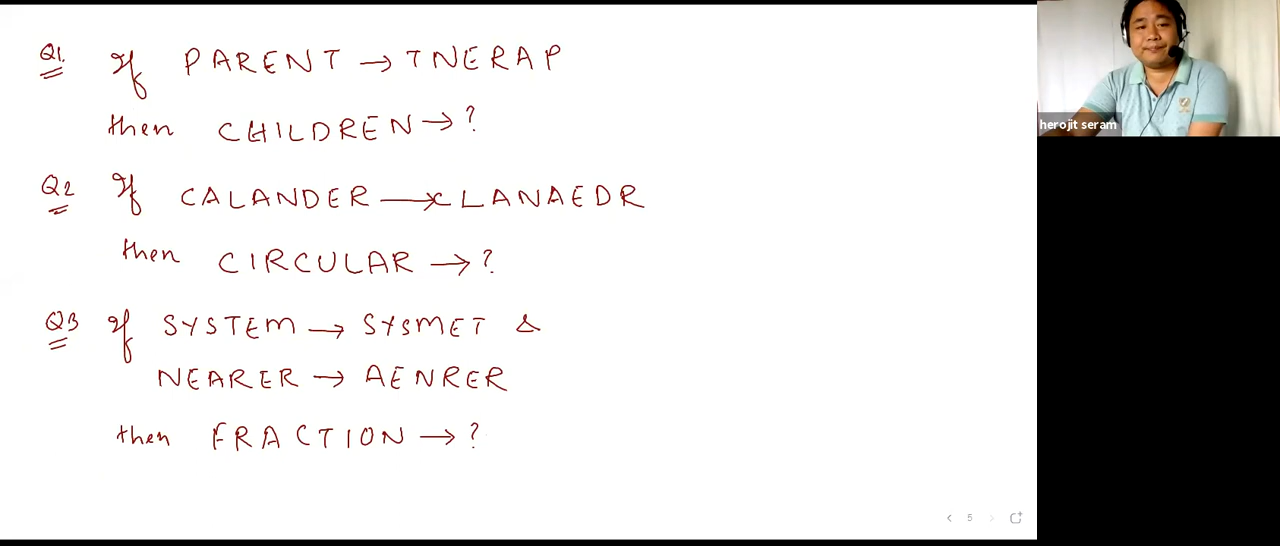 Q1. If PARENT → TNERAP
then CHILDREN → ?
Q2 If CALANDER → CLANAEDR
then CIRCULAR → ?
Q3 If SYSTEM → SYSMET &
NEARER → AENRER
then FRACTION → ?
herojit seram
5